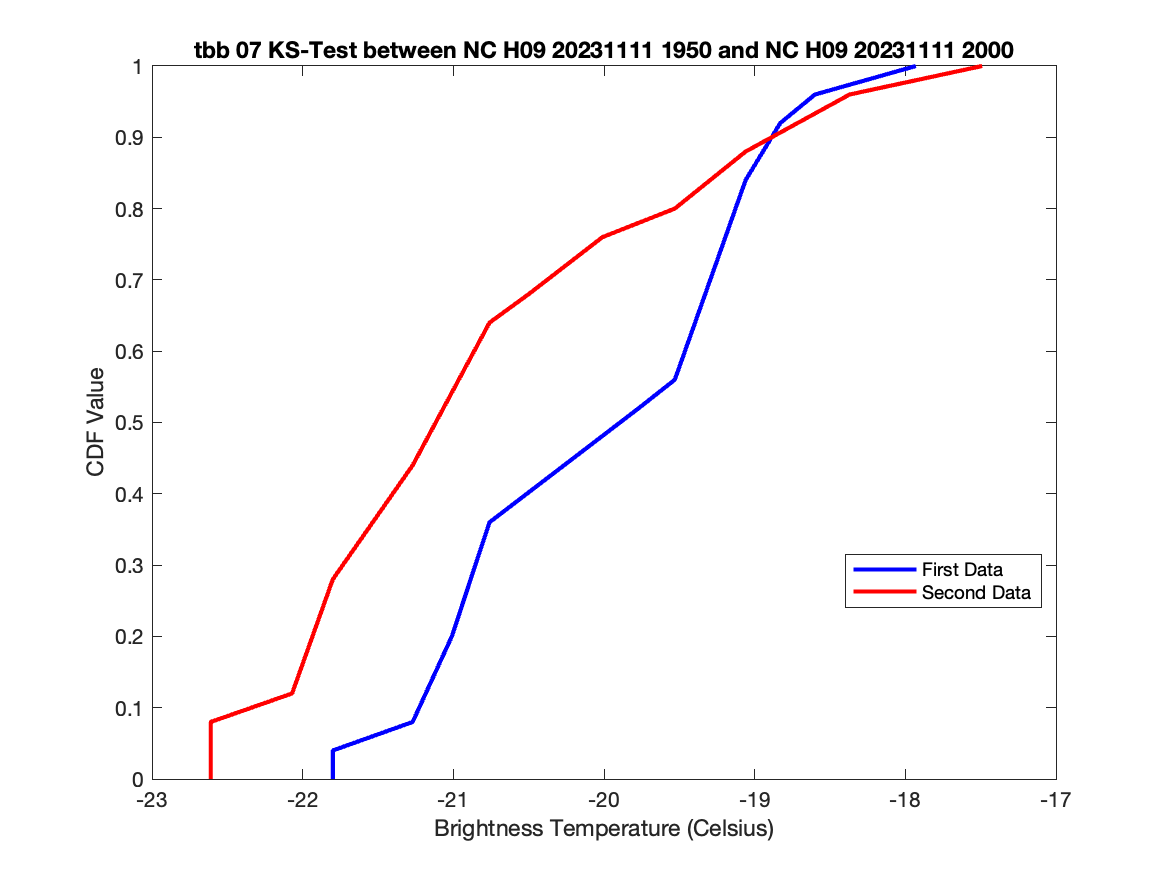 tbb 07 KS-Test between NC H09 20231111 1950 and NC H09 20231111 2000
1
0.9
0.8
0.7
0.6
0.5
0.4
0.3
0.2
0.1
0
CDF Value
First Data
Second Data
-23 -22 -21 -20 -19 -18 -17
Brightness Temperature (Celsius)